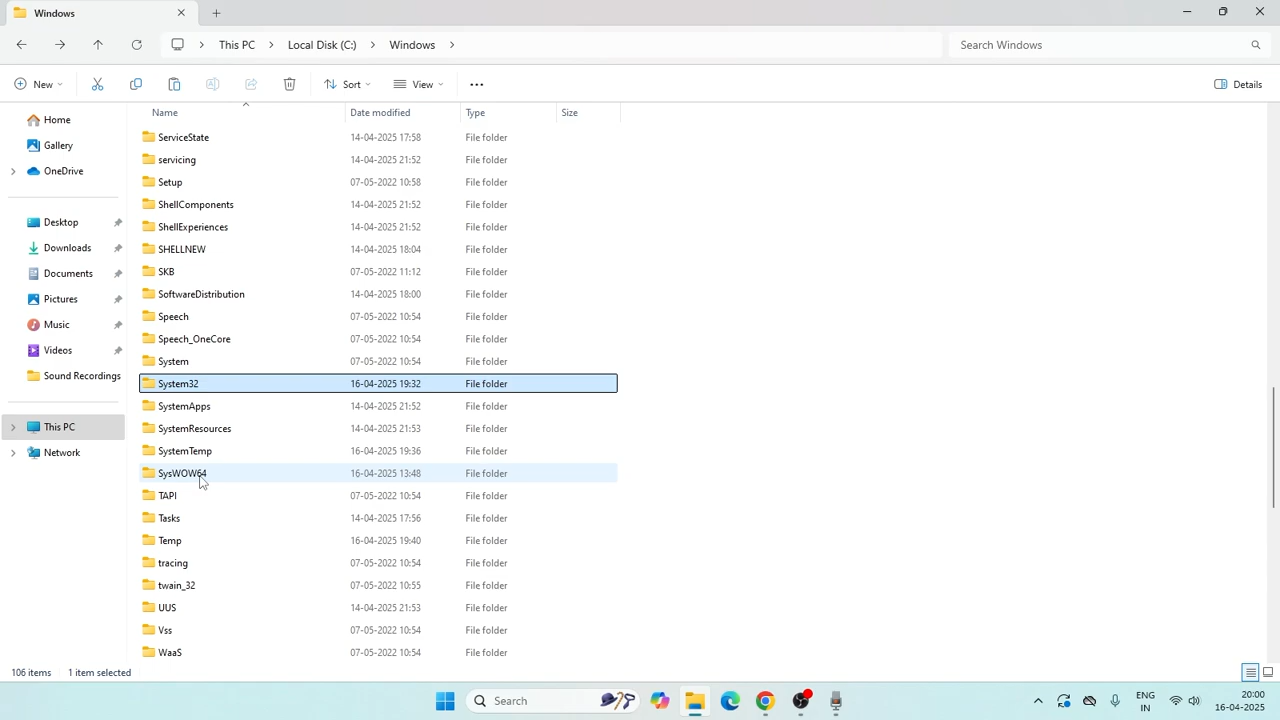 Windows
This PC > Local Disk (C:) > Windows >
Search Windows
New
Sort
View
Details
Name Date modified Type Size
Home
Gallery
OneDrive
Desktop
Downloads
Documents
Pictures
Music
Videos
Sound Recordings
This PC
Network
ServiceState 14-04-2025 17:58 File folder
servicing 14-04-2025 21:52 File folder
Setup 07-05-2022 10:58 File folder
ShellComponents 14-04-2025 21:52 File folder
ShellExperiences 14-04-2025 21:52 File folder
SHELLNEW 14-04-2025 18:04 File folder
SKB 07-05-2022 11:12 File folder
SoftwareDistribution 14-04-2025 18:00 File folder
Speech 07-05-2022 10:54 File folder
Speech_OneCore 07-05-2022 10:54 File folder
System 07-05-2022 10:54 File folder
System32 16-04-2025 19:32 File folder
SystemApps 14-04-2025 21:52 File folder
SystemResources 14-04-2025 21:53 File folder
SystemTemp 16-04-2025 19:36 File folder
SysWOW64 16-04-2025 13:48 File folder
TAPI 07-05-2022 10:54 File folder
Tasks 14-04-2025 17:56 File folder
Temp 16-04-2025 19:40 File folder
tracing 07-05-2022 10:54 File folder
twain_32 07-05-2022 10:55 File folder
UUS 14-04-2025 21:53 File folder
Vss 07-05-2022 10:54 File folder
WaaS 07-05-2022 10:54 File folder
106 items 1 item selected
Search
ENG
IN
20:00
16-04-2025